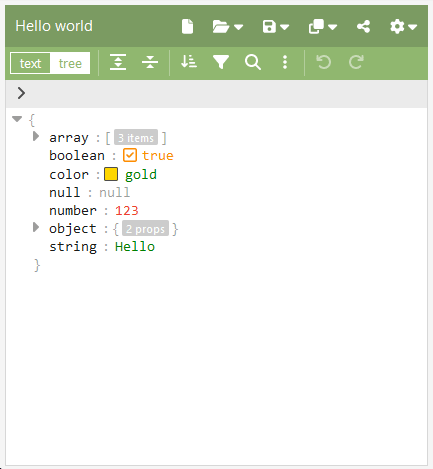 Hello world
text tree
{
array : [ 3 items ]
boolean : true
color : gold
null : null
number : 123
object : { 2 props }
string : Hello
}